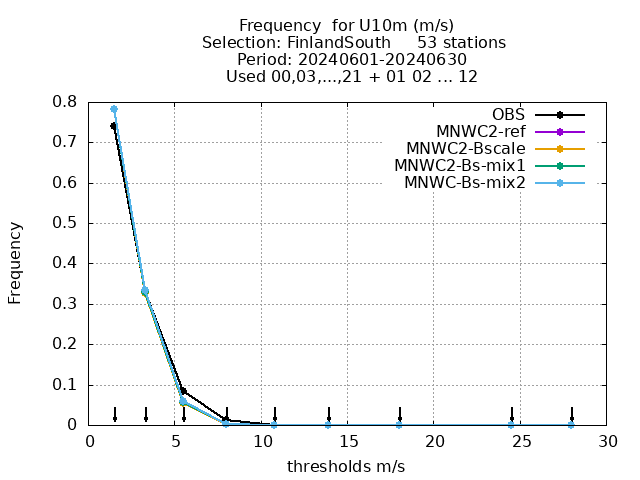 Frequency  for U10m (m/s)
Selection: FinlandSouth     53 stations
Period: 20240601-20240630
Used 00,03,...,21 + 01 02 ... 12
OBS
MNWC2-ref
MNWC2-Bscale
MNWC2-Bs-mix1
MNWC-Bs-mix2
Frequency
0.8
0.7
0.6
0.5
0.4
0.3
0.2
0.1
0
0 5 10 15 20 25 30
thresholds m/s